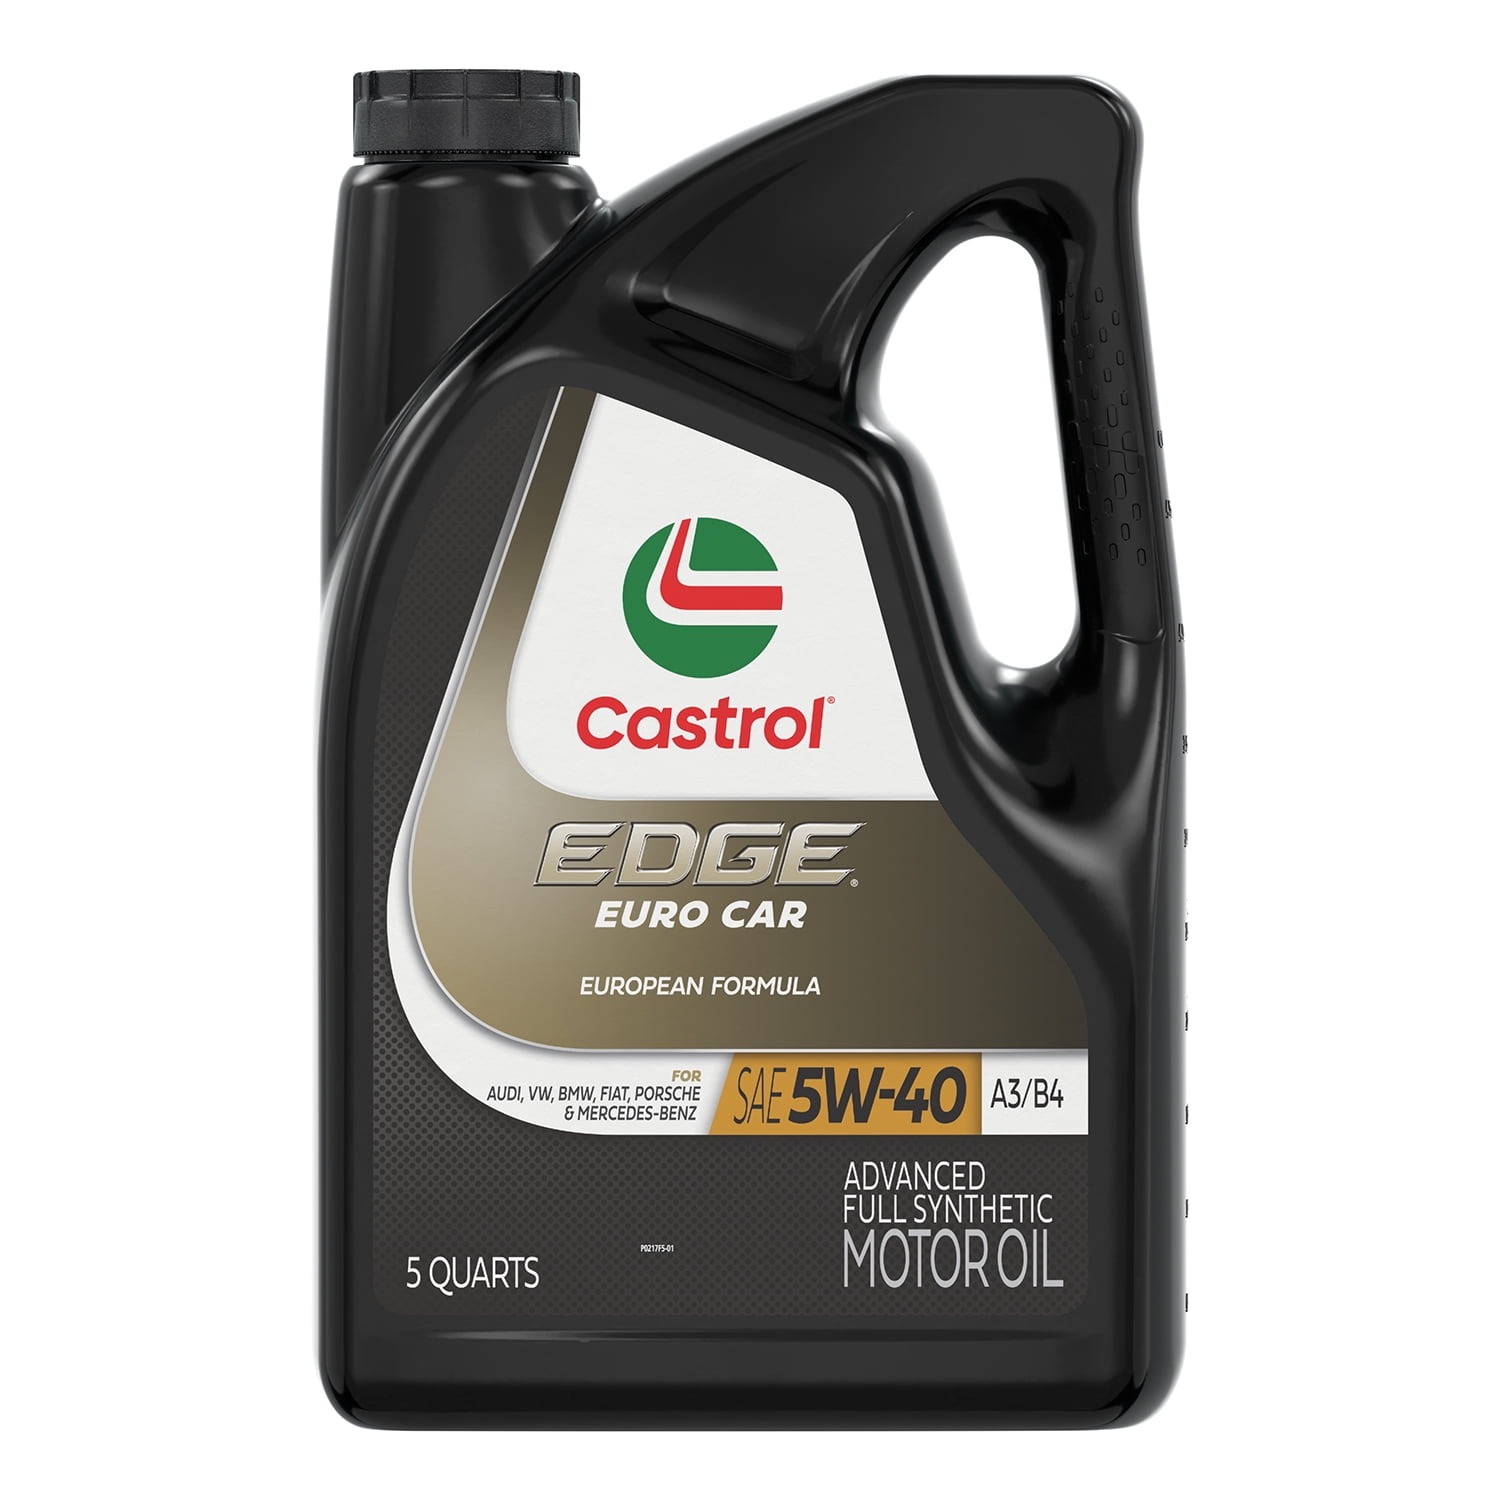 Castrol®
EDGE®
EURO CAR
EUROPEAN FORMULA
FOR
AUDI, VW, BMW, FIAT, PORSCHE
& MERCEDES-BENZ
SAE 5W-40
A3/B4
ADVANCED
FULL SYNTHETIC
MOTOR OIL
5 QUARTS
P0217F5-01